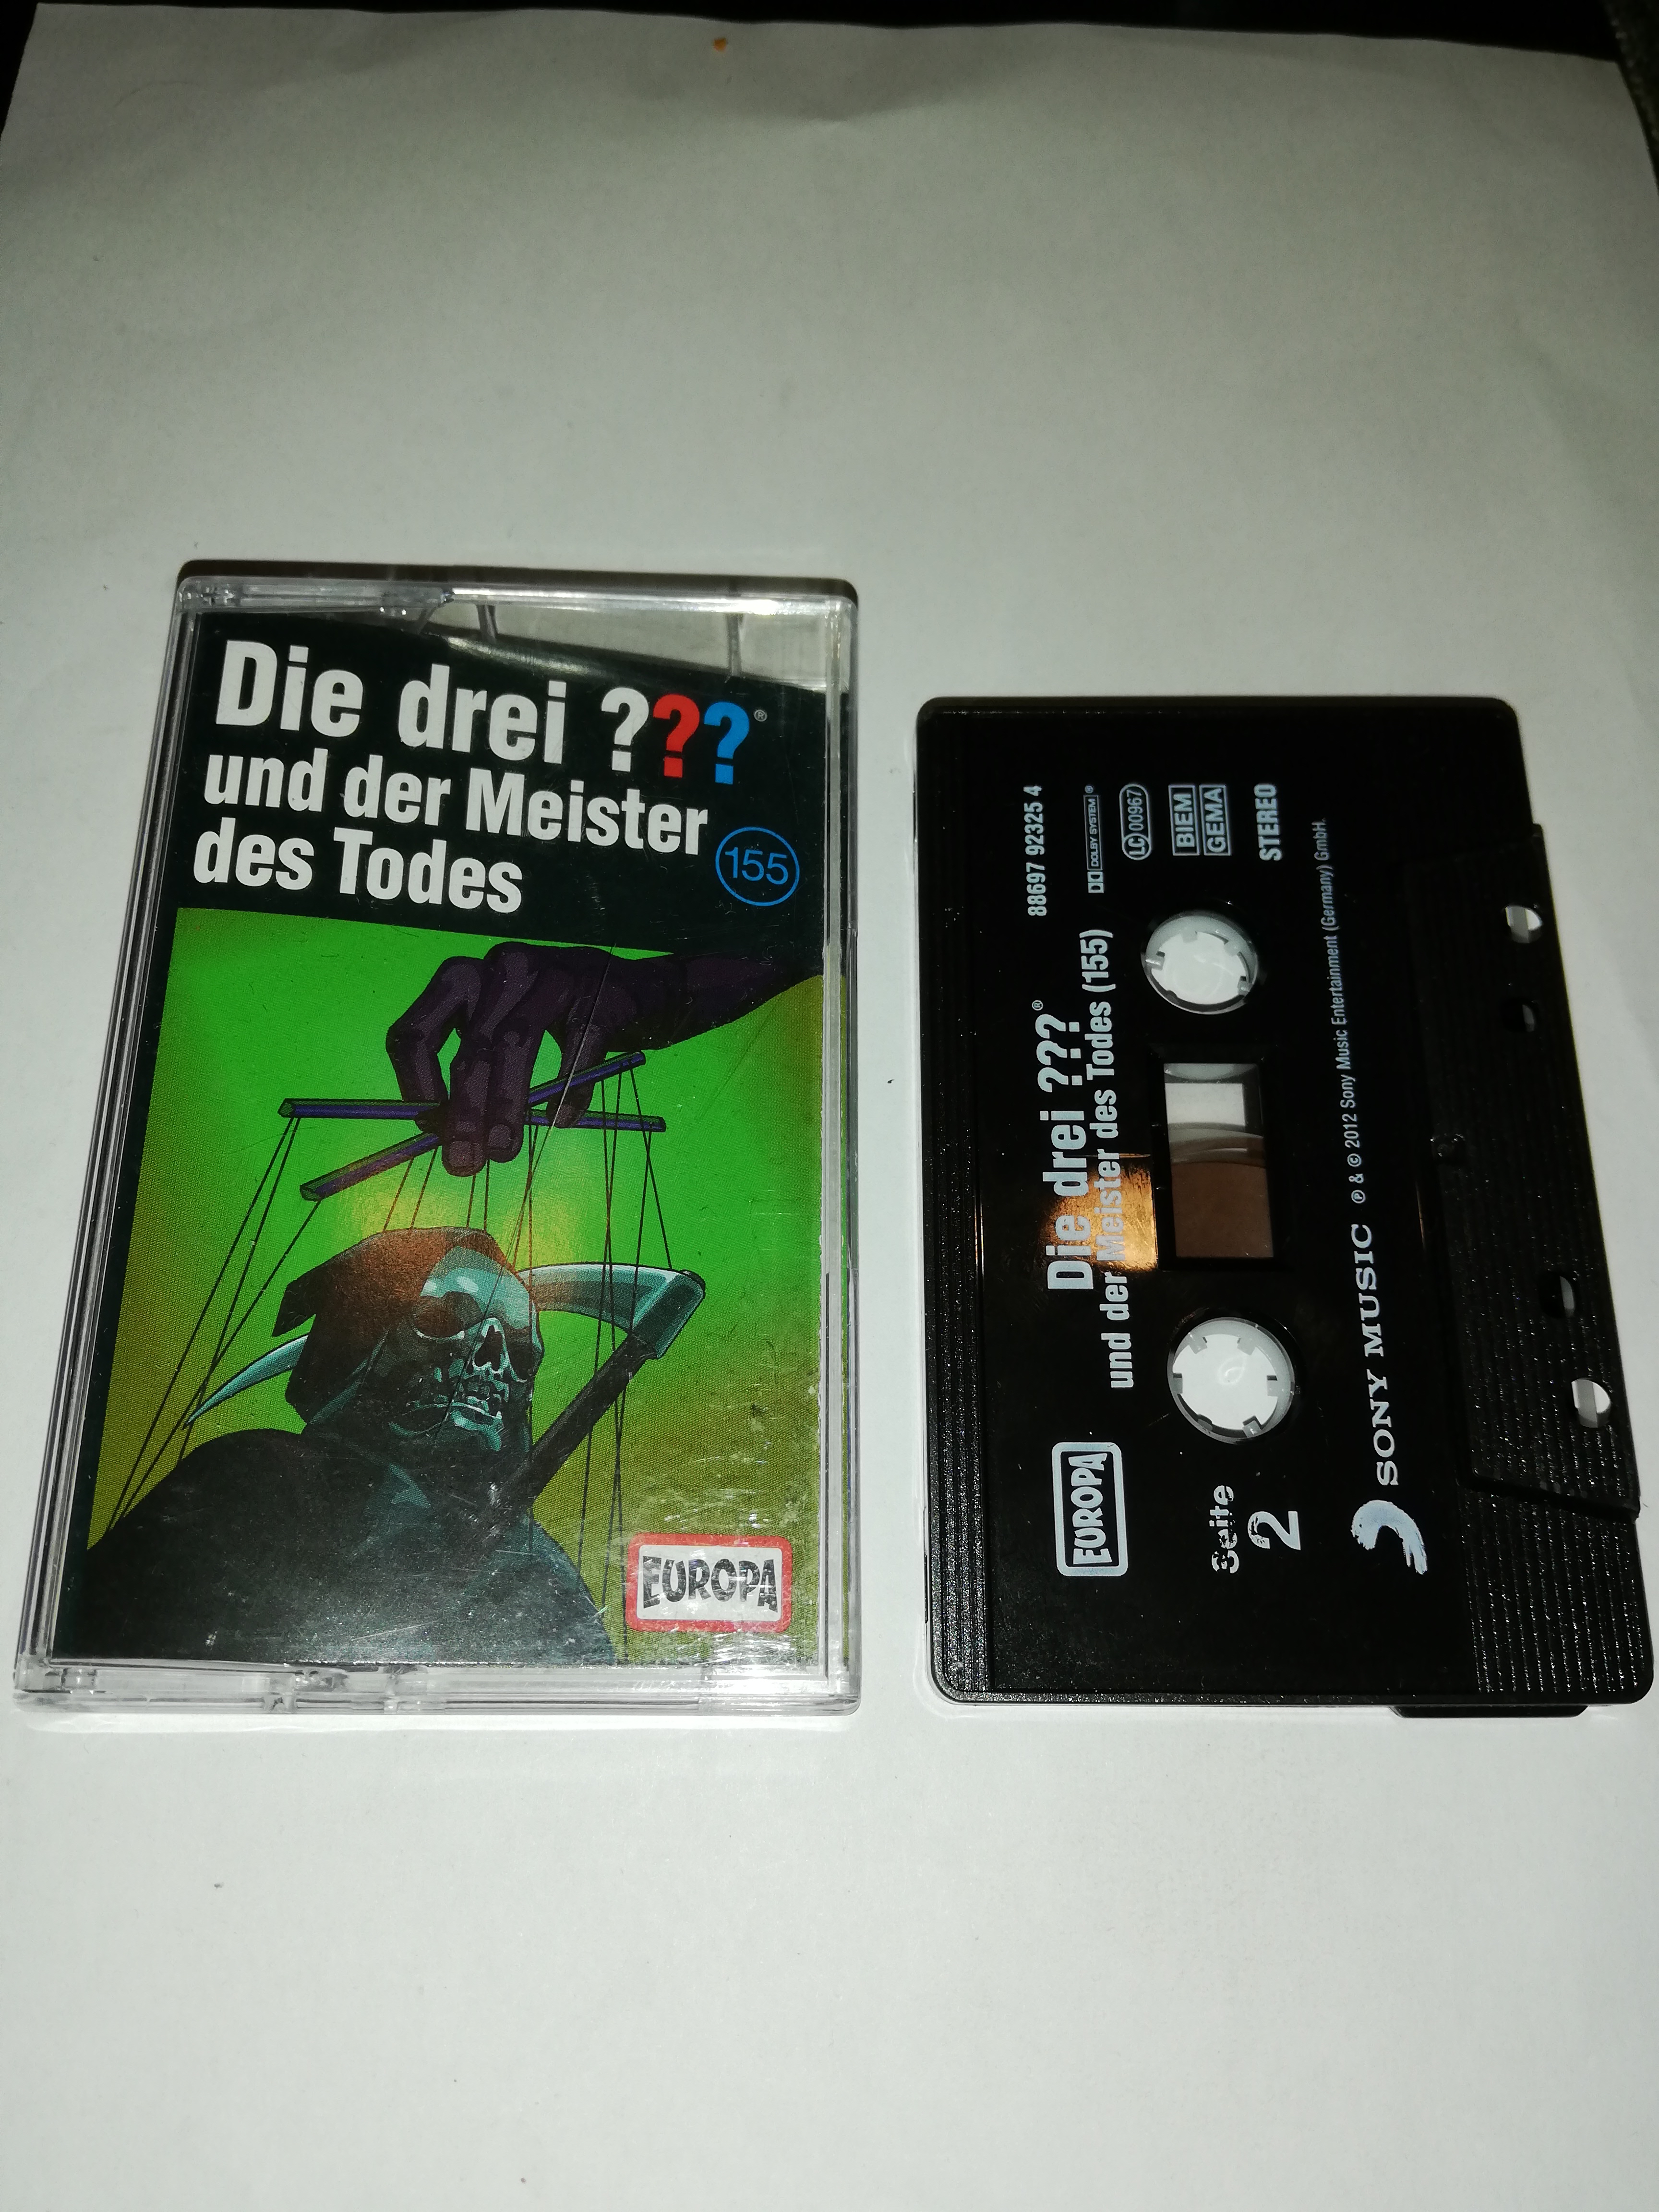 Die drei ???®
und der Meister
des Todes
155
EUROPA
Die drei ???®
und der Meister des Todes (155)
88697 92325 4
DOLBY SYSTEM®
LC 00967
BIEM
GEMA
STEREO
EUROPA
Seite
2
SONY MUSIC ℗ & © 2012 Sony Music Entertainment (Germany) GmbH.